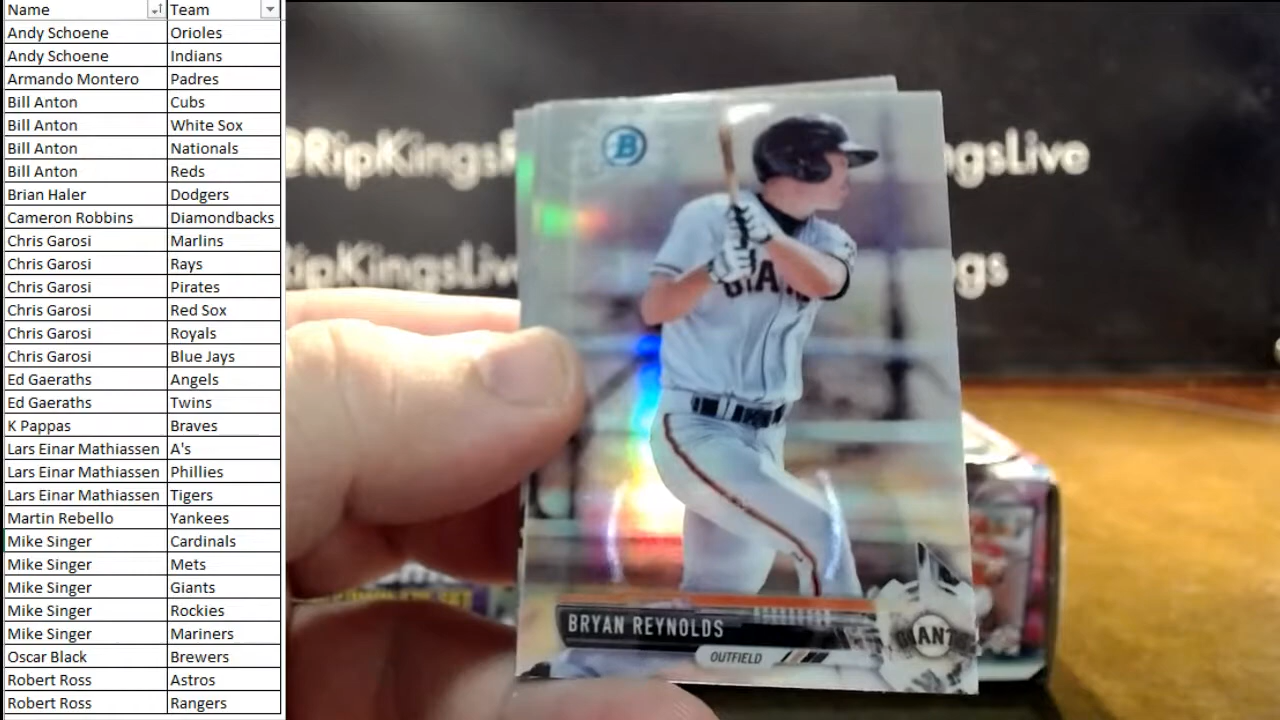 Name Team
Andy Schoene Orioles
Andy Schoene Indians
Armando Montero Padres
Bill Anton Cubs
Bill Anton White Sox
Bill Anton Nationals
Bill Anton Reds
Brian Haler Dodgers
Cameron Robbins Diamondbacks
Chris Garosi Marlins
Chris Garosi Rays
Chris Garosi Pirates
Chris Garosi Red Sox
Chris Garosi Royals
Chris Garosi Blue Jays
Ed Gaeraths Angels
Ed Gaeraths Twins
K Pappas Braves
Lars Einar Mathiassen A's
Lars Einar Mathiassen Phillies
Lars Einar Mathiassen Tigers
Martin Rebello Yankees
Mike Singer Cardinals
Mike Singer Mets
Mike Singer Giants
Mike Singer Rockies
Mike Singer Mariners
Oscar Black Brewers
Robert Ross Astros
Robert Ross Rangers
@RipKingsR ngsLive
RipKingsLive gs
B
GIAN
BRYAN REYNOLDS
OUTFIELD
GIANTS